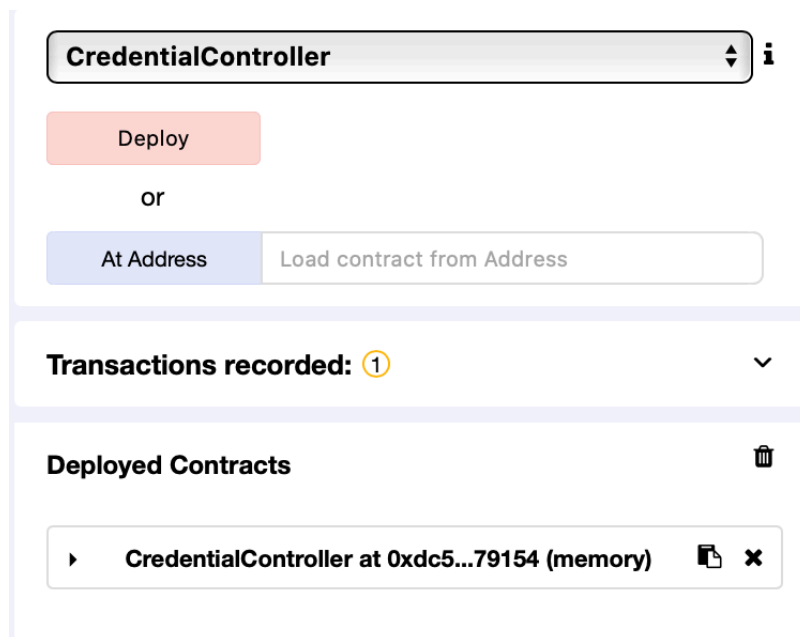 CredentialController
Deploy
or
At Address Load contract from Address
Transactions recorded: 1
Deployed Contracts
CredentialController at 0xdc5...79154 (memory)